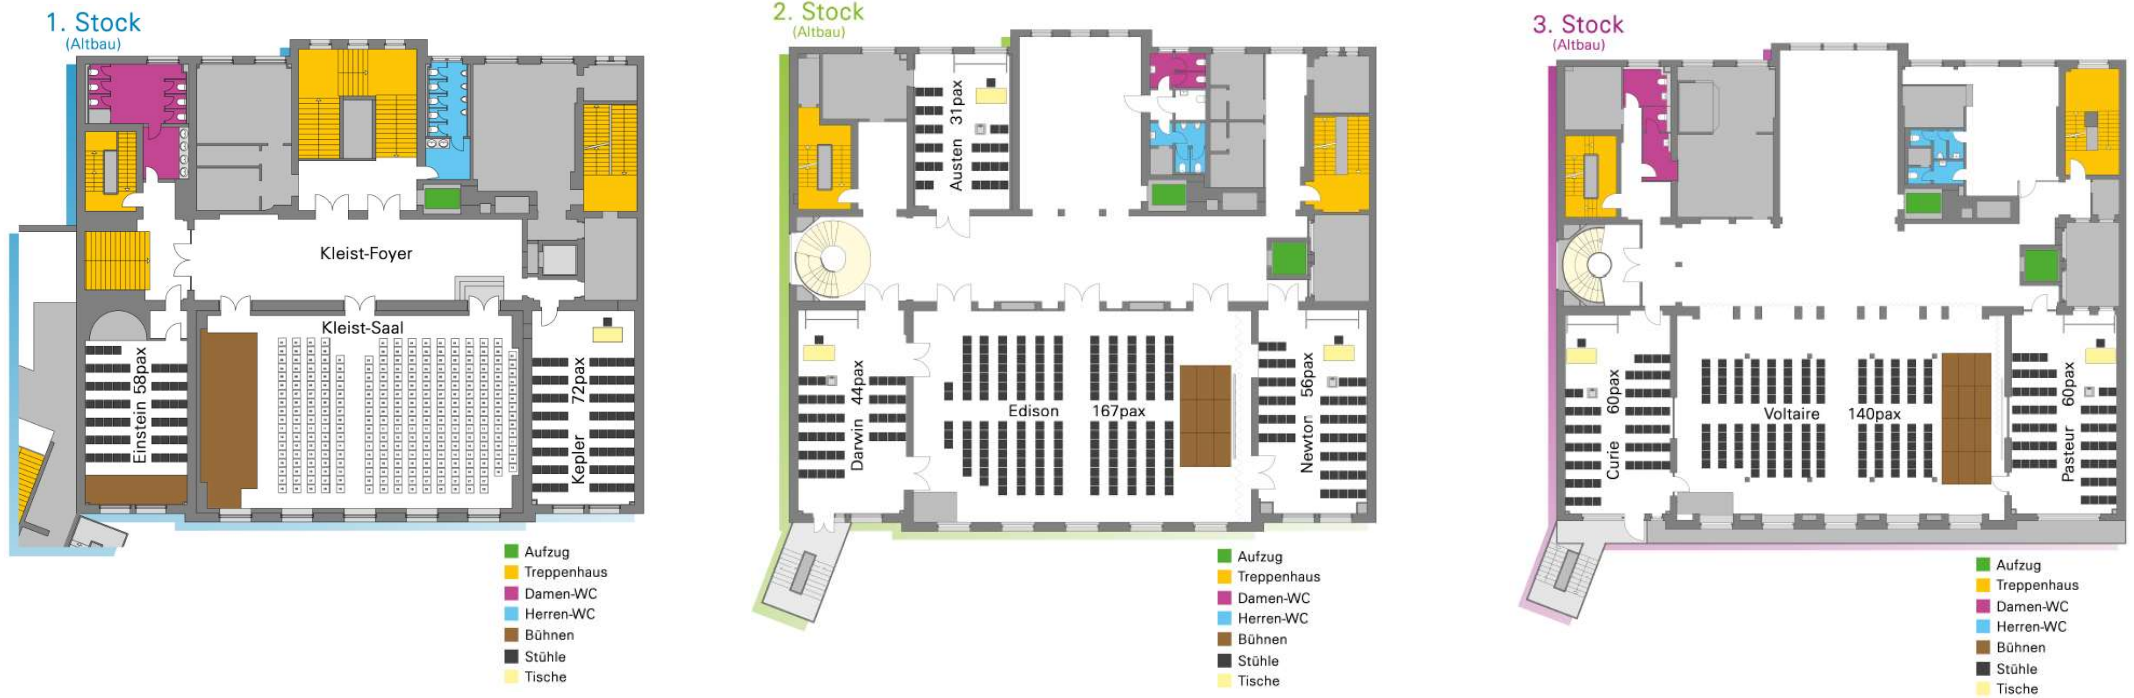 1. Stock
(Altbau)
Kleist-Foyer
Kleist-Saal
Einstein 58pax
Kepler 72pax
Aufzug
Treppenhaus
Damen-WC
Herren-WC
Bühnen
Stühle
Tische
2. Stock
(Altbau)
Austen 31pax
Darwin 44pax
Edison 167pax
Newton 56pax
Aufzug
Treppenhaus
Damen-WC
Herren-WC
Bühnen
Stühle
Tische
3. Stock
(Altbau)
Curie 60pax
Voltaire 140pax
Pasteur 60pax
Aufzug
Treppenhaus
Damen-WC
Herren-WC
Bühnen
Stühle
Tische